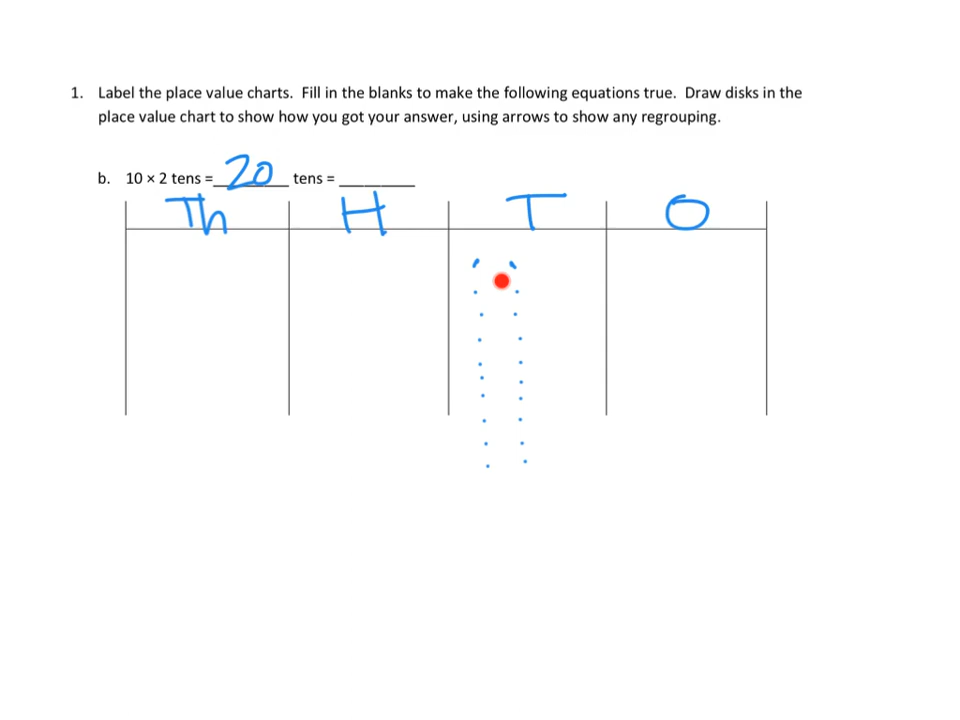 1. Label the place value charts. Fill in the blanks to make the following equations true. Draw disks in the
place value chart to show how you got your answer, using arrows to show any regrouping.
b. 10 × 2 tens = 20 tens = ________
Th H T O